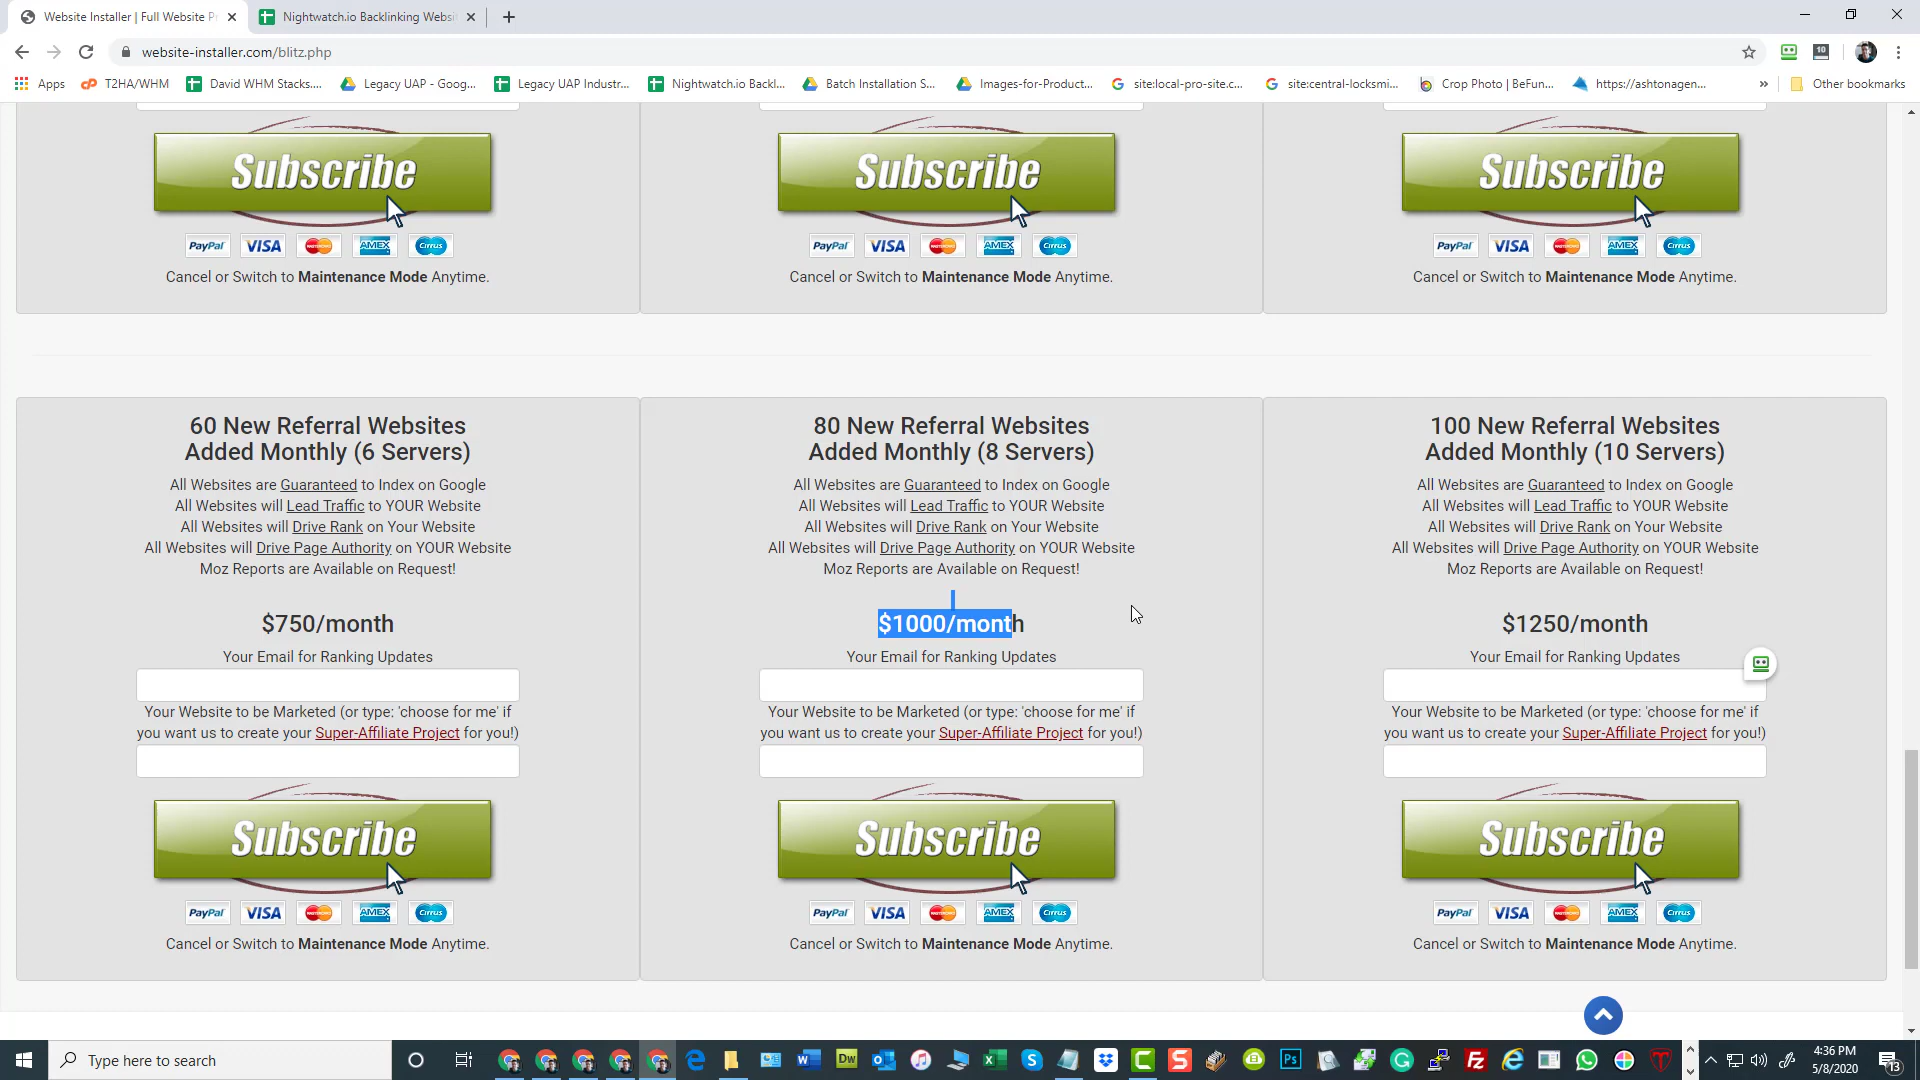 Website Installer | Full Website P
Nightwatch.io Backlinking Websi
website-installer.com/blitz.php
10
Apps
T2HA/WHM
David WHM Stacks....
Legacy UAP - Goog...
Legacy UAP Industr...
Nightwatch.io Backl...
Batch Installation S...
Images-for-Product...
site:local-pro-site.c...
site:central-locksmi...
Crop Photo | BeFun...
https://ashtonagen...
»
Other bookmarks
Subscribe
Subscribe
Subscribe
PayPal VISA MasterCard AMEX Cirrus
PayPal VISA MasterCard AMEX Cirrus
PayPal VISA MasterCard AMEX Cirrus
Cancel or Switch to Maintenance Mode Anytime.
Cancel or Switch to Maintenance Mode Anytime.
Cancel or Switch to Maintenance Mode Anytime.
60 New Referral Websites
Added Monthly (6 Servers)
All Websites are Guaranteed to Index on Google
All Websites will Lead Traffic to YOUR Website
All Websites will Drive Rank on Your Website
All Websites will Drive Page Authority on YOUR Website
Moz Reports are Available on Request!
$750/month
Your Email for Ranking Updates
Your Website to be Marketed (or type: 'choose for me' if
you want us to create your Super-Affiliate Project for you!)
Subscribe
PayPal VISA MasterCard AMEX Cirrus
Cancel or Switch to Maintenance Mode Anytime.
80 New Referral Websites
Added Monthly (8 Servers)
All Websites are Guaranteed to Index on Google
All Websites will Lead Traffic to YOUR Website
All Websites will Drive Rank on Your Website
All Websites will Drive Page Authority on YOUR Website
Moz Reports are Available on Request!
$1000/month
Your Email for Ranking Updates
Your Website to be Marketed (or type: 'choose for me' if
you want us to create your Super-Affiliate Project for you!)
Subscribe
PayPal VISA MasterCard AMEX Cirrus
Cancel or Switch to Maintenance Mode Anytime.
100 New Referral Websites
Added Monthly (10 Servers)
All Websites are Guaranteed to Index on Google
All Websites will Lead Traffic to YOUR Website
All Websites will Drive Rank on Your Website
All Websites will Drive Page Authority on YOUR Website
Moz Reports are Available on Request!
$1250/month
Your Email for Ranking Updates
Your Website to be Marketed (or type: 'choose for me' if
you want us to create your Super-Affiliate Project for you!)
Subscribe
PayPal VISA MasterCard AMEX Cirrus
Cancel or Switch to Maintenance Mode Anytime.
Type here to search
4:36 PM
5/8/2020
13